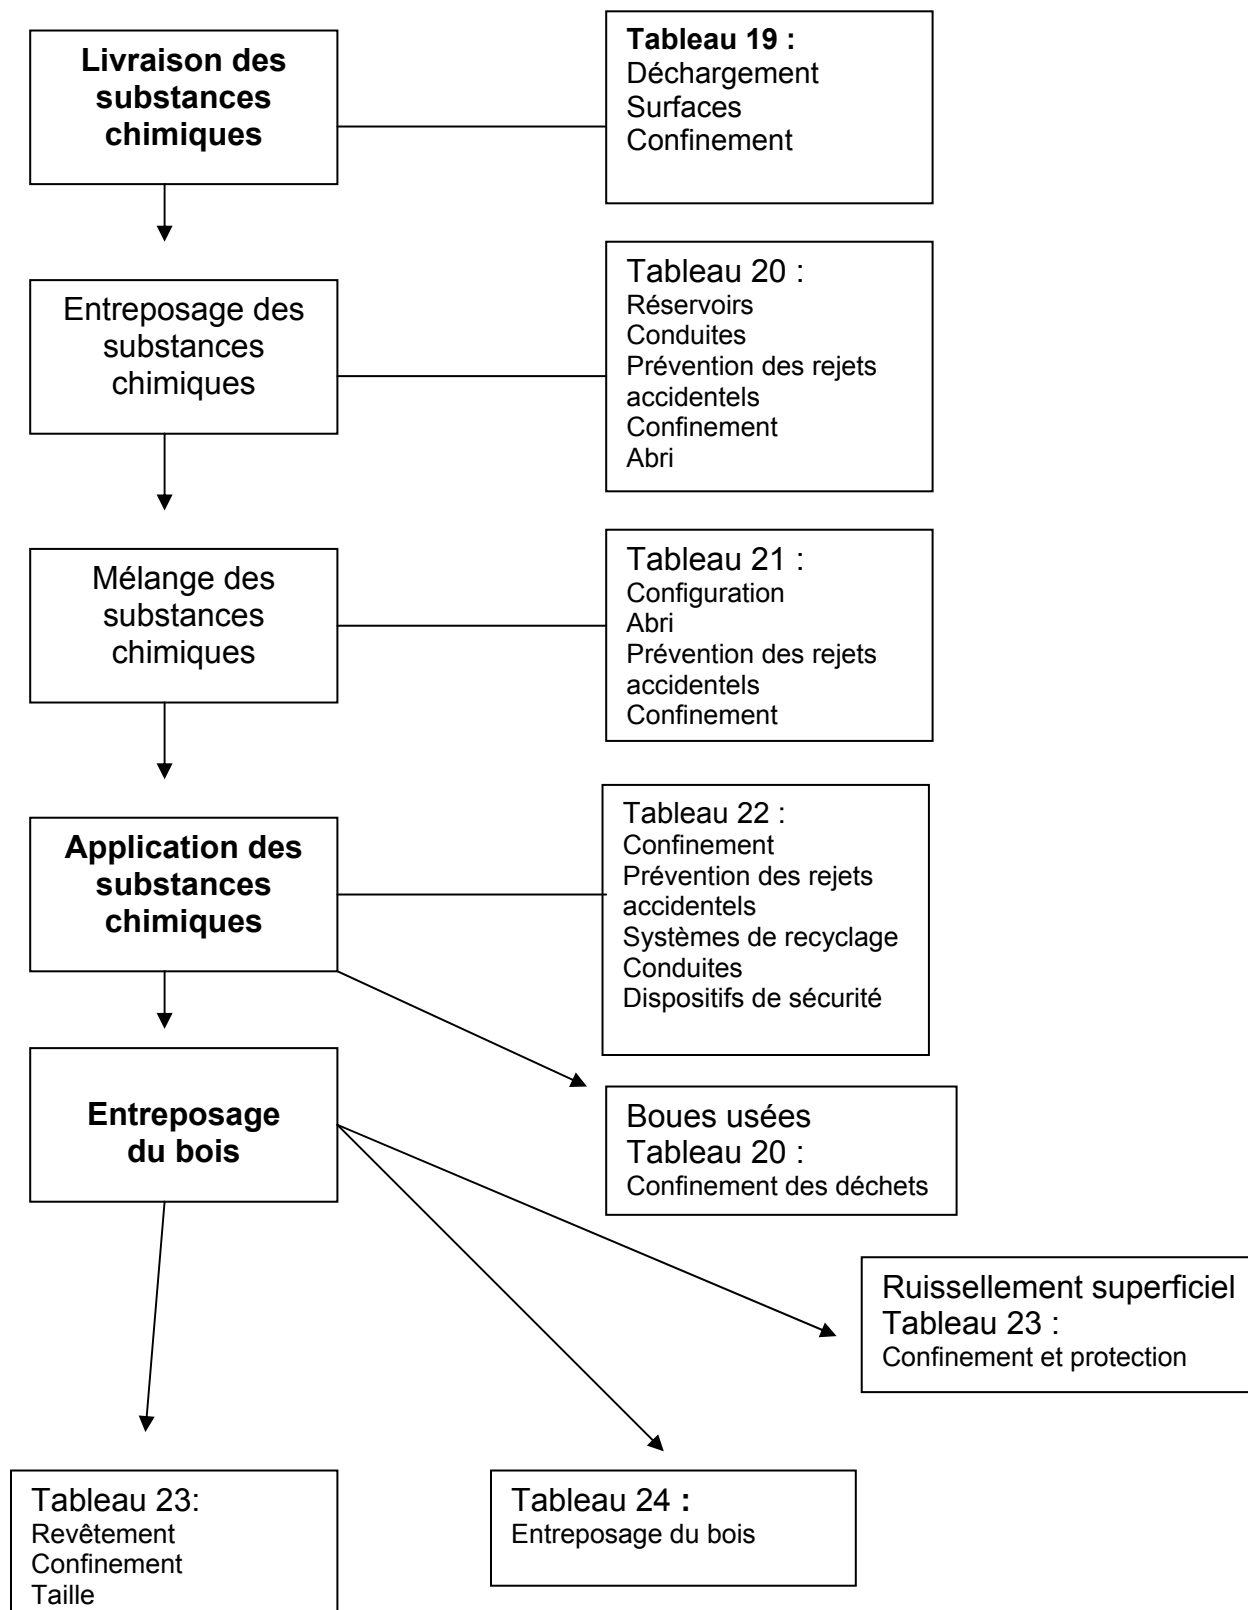 Livraison des
substances
chimiques
Tableau 19 :
Déchargement
Surfaces
Confinement
Entreposage des
substances
chimiques
Tableau 20 :
Réservoirs
Conduites
Prévention des rejets
accidentels
Confinement
Abri
Mélange des
substances
chimiques
Tableau 21 :
Configuration
Abri
Prévention des rejets
accidentels
Confinement
Application des
substances
chimiques
Tableau 22 :
Confinement
Prévention des rejets
accidentels
Systèmes de recyclage
Conduites
Dispositifs de sécurité
Entreposage
du bois
Boues usées
Tableau 20 :
Confinement des déchets
Ruissellement superficiel
Tableau 23 :
Confinement et protection
Tableau 23:
Revêtement
Confinement
Taille
Tableau 24 :
Entreposage du bois